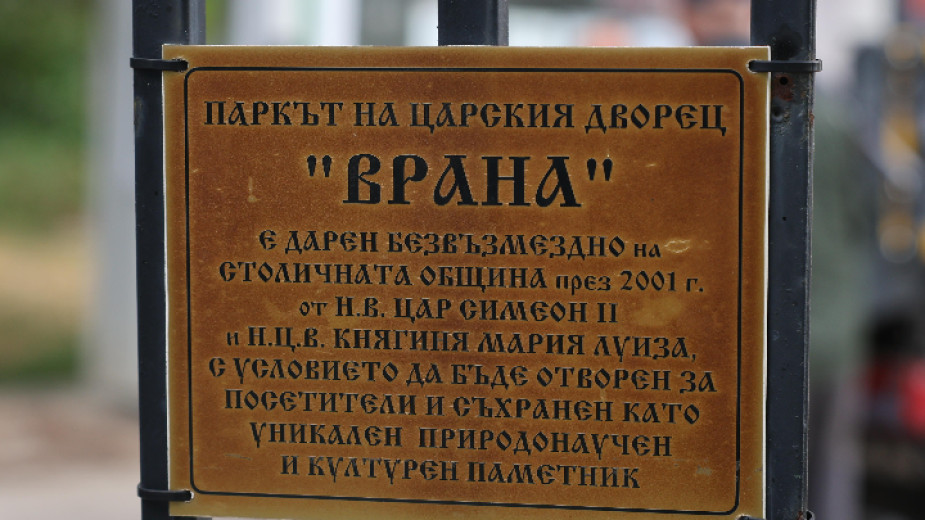 ПАРКЪТ НА ЦАРСКИЯ ДВОРЕЦ
"ВРАНА"
Е ДАРЕН БЕЗВЪЗМЕЗДНО на
СТОЛИЧНАТА ОБЩИНА през 2001 г.
от Н.В. ЦАР СИМЕОН II
и Н.Ц.В. КНЯГИНЯ МАРИЯ ЛУИЗА,
С УСЛОВИЕТО ДА БЪДЕ ОТВОРЕН ЗА
ПОСЕТИТЕЛИ И СЪХРАНЕН КАТО
УНИКАЛЕН ПРИРОДОНАУЧЕН
И КУЛТУРЕН ПАМЕТНИК